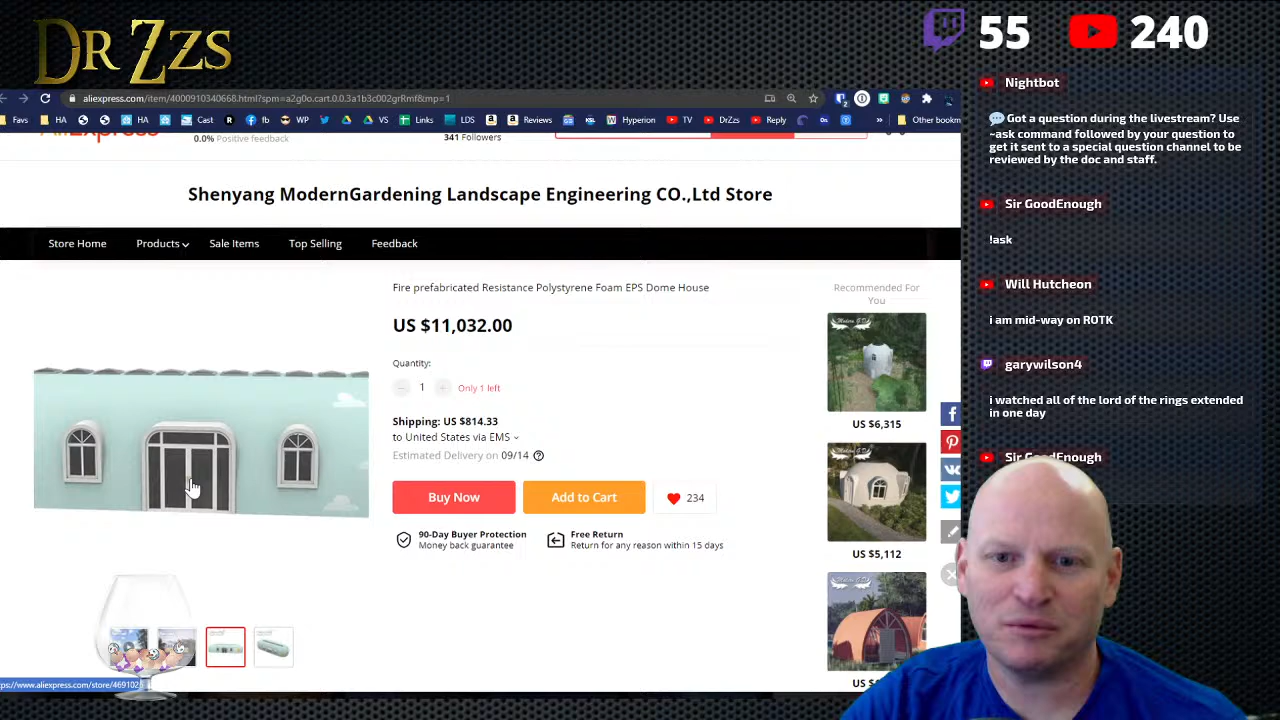 DR ZZS
55
240
aliexpress.com/item/4000910340668.html?spm=a2g0o.cart.0.0.3a1b3c002grRmf&mp=1
Favs
HA
HA
Cast
fb
WP
VS
Links
LDS
Reviews
Hyperion
TV
DrZzs
Reply
»
Other bookm
0.0% Positive feedback
341 Followers
Shenyang ModernGardening Landscape Engineering CO.,Ltd Store
Store Home
Products
Sale Items
Top Selling
Feedback
Fire prefabricated Resistance Polystyrene Foam EPS Dome House
US $11,032.00
Quantity:
1
Only 1 left
Shipping: US $814.33
to United States via EMS
Estimated Delivery on 09/14
Buy Now
Add to Cart
234
90-Day Buyer Protection
Money back guarantee
Free Return
Return for any reason within 15 days
Recommended For
You
US $6,315
US $5,112
Nightbot
Got a question during the livestream? Use
~ask command followed by your question to
get it sent to a special question channel to be
reviewed by the doc and staff.
Sir GoodEnough
!ask
Will Hutcheon
i am mid-way on ROTK
garywilson4
i watched all of the lord of the rings extended
in one day
Sir GoodEnough